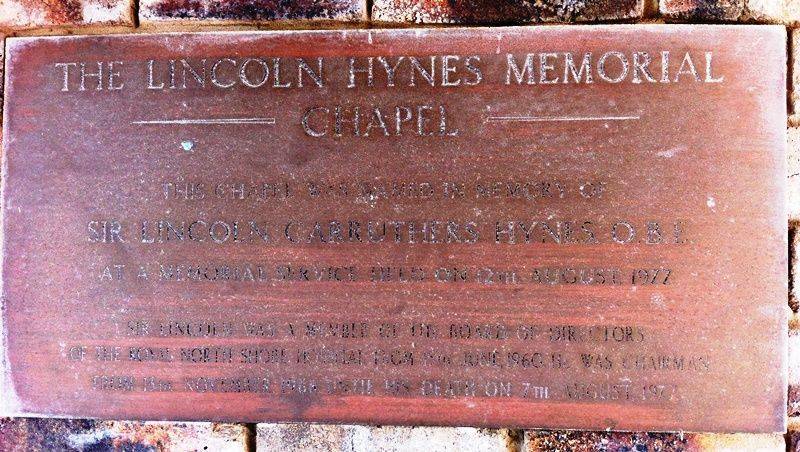 THE LINCOLN HYNES MEMORIAL
CHAPEL
THIS CHAPEL WAS NAMED IN MEMORY OF
SIR LINCOLN CARRUTHERS HYNES O.B.E.
AT A MEMORIAL SERVICE HELD ON 12TH AUGUST, 1977
SIR LINCOLN WAS A MEMBER OF THE BOARD OF DIRECTORS
OF THE ROYAL NORTH SHORE HOSPITAL FROM JUNE, 1960. HE WAS CHAIRMAN
FROM 13TH NOVEMBER 1968 UNTIL HIS DEATH ON 7TH AUGUST, 1977